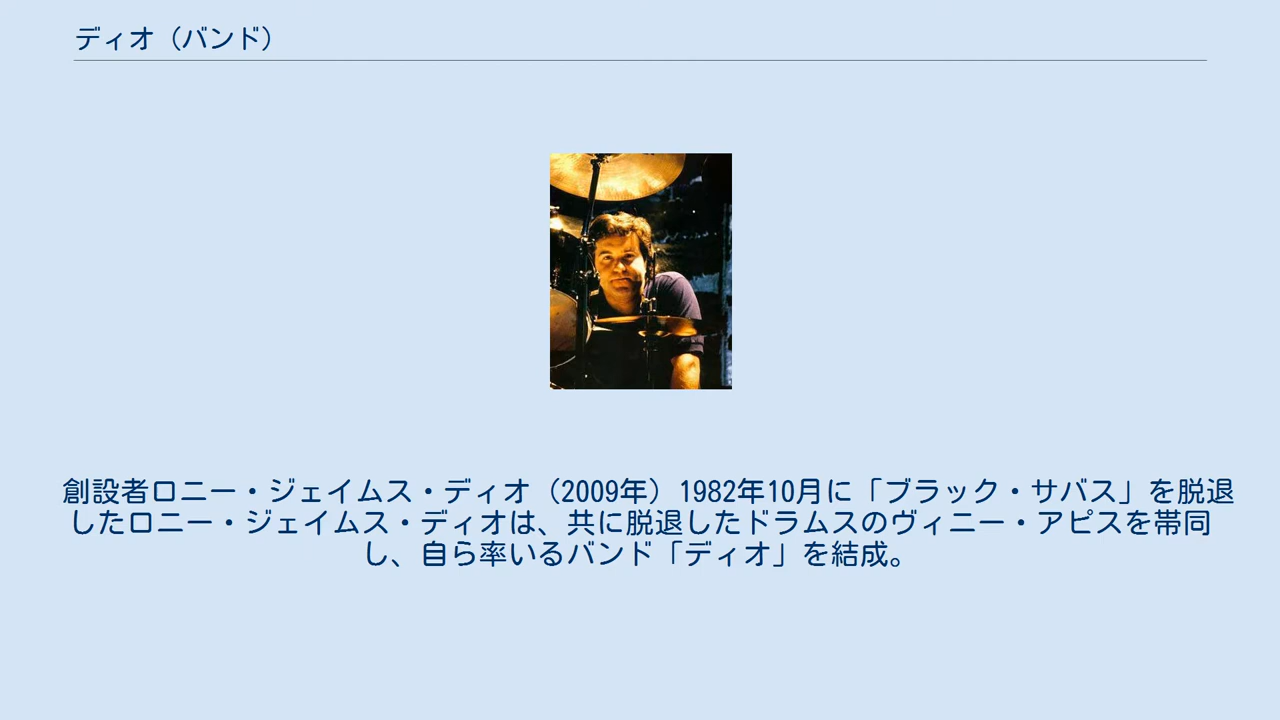 ディオ（バンド）
創設者ロニー・ジェイムス・ディオ（2009年）1982年10月に「ブラック・サバス」を脱退
したロニー・ジェイムス・ディオは、共に脱退したドラムスのヴィニー・アピスを帯同
し、自ら率いるバンド「ディオ」を結成。